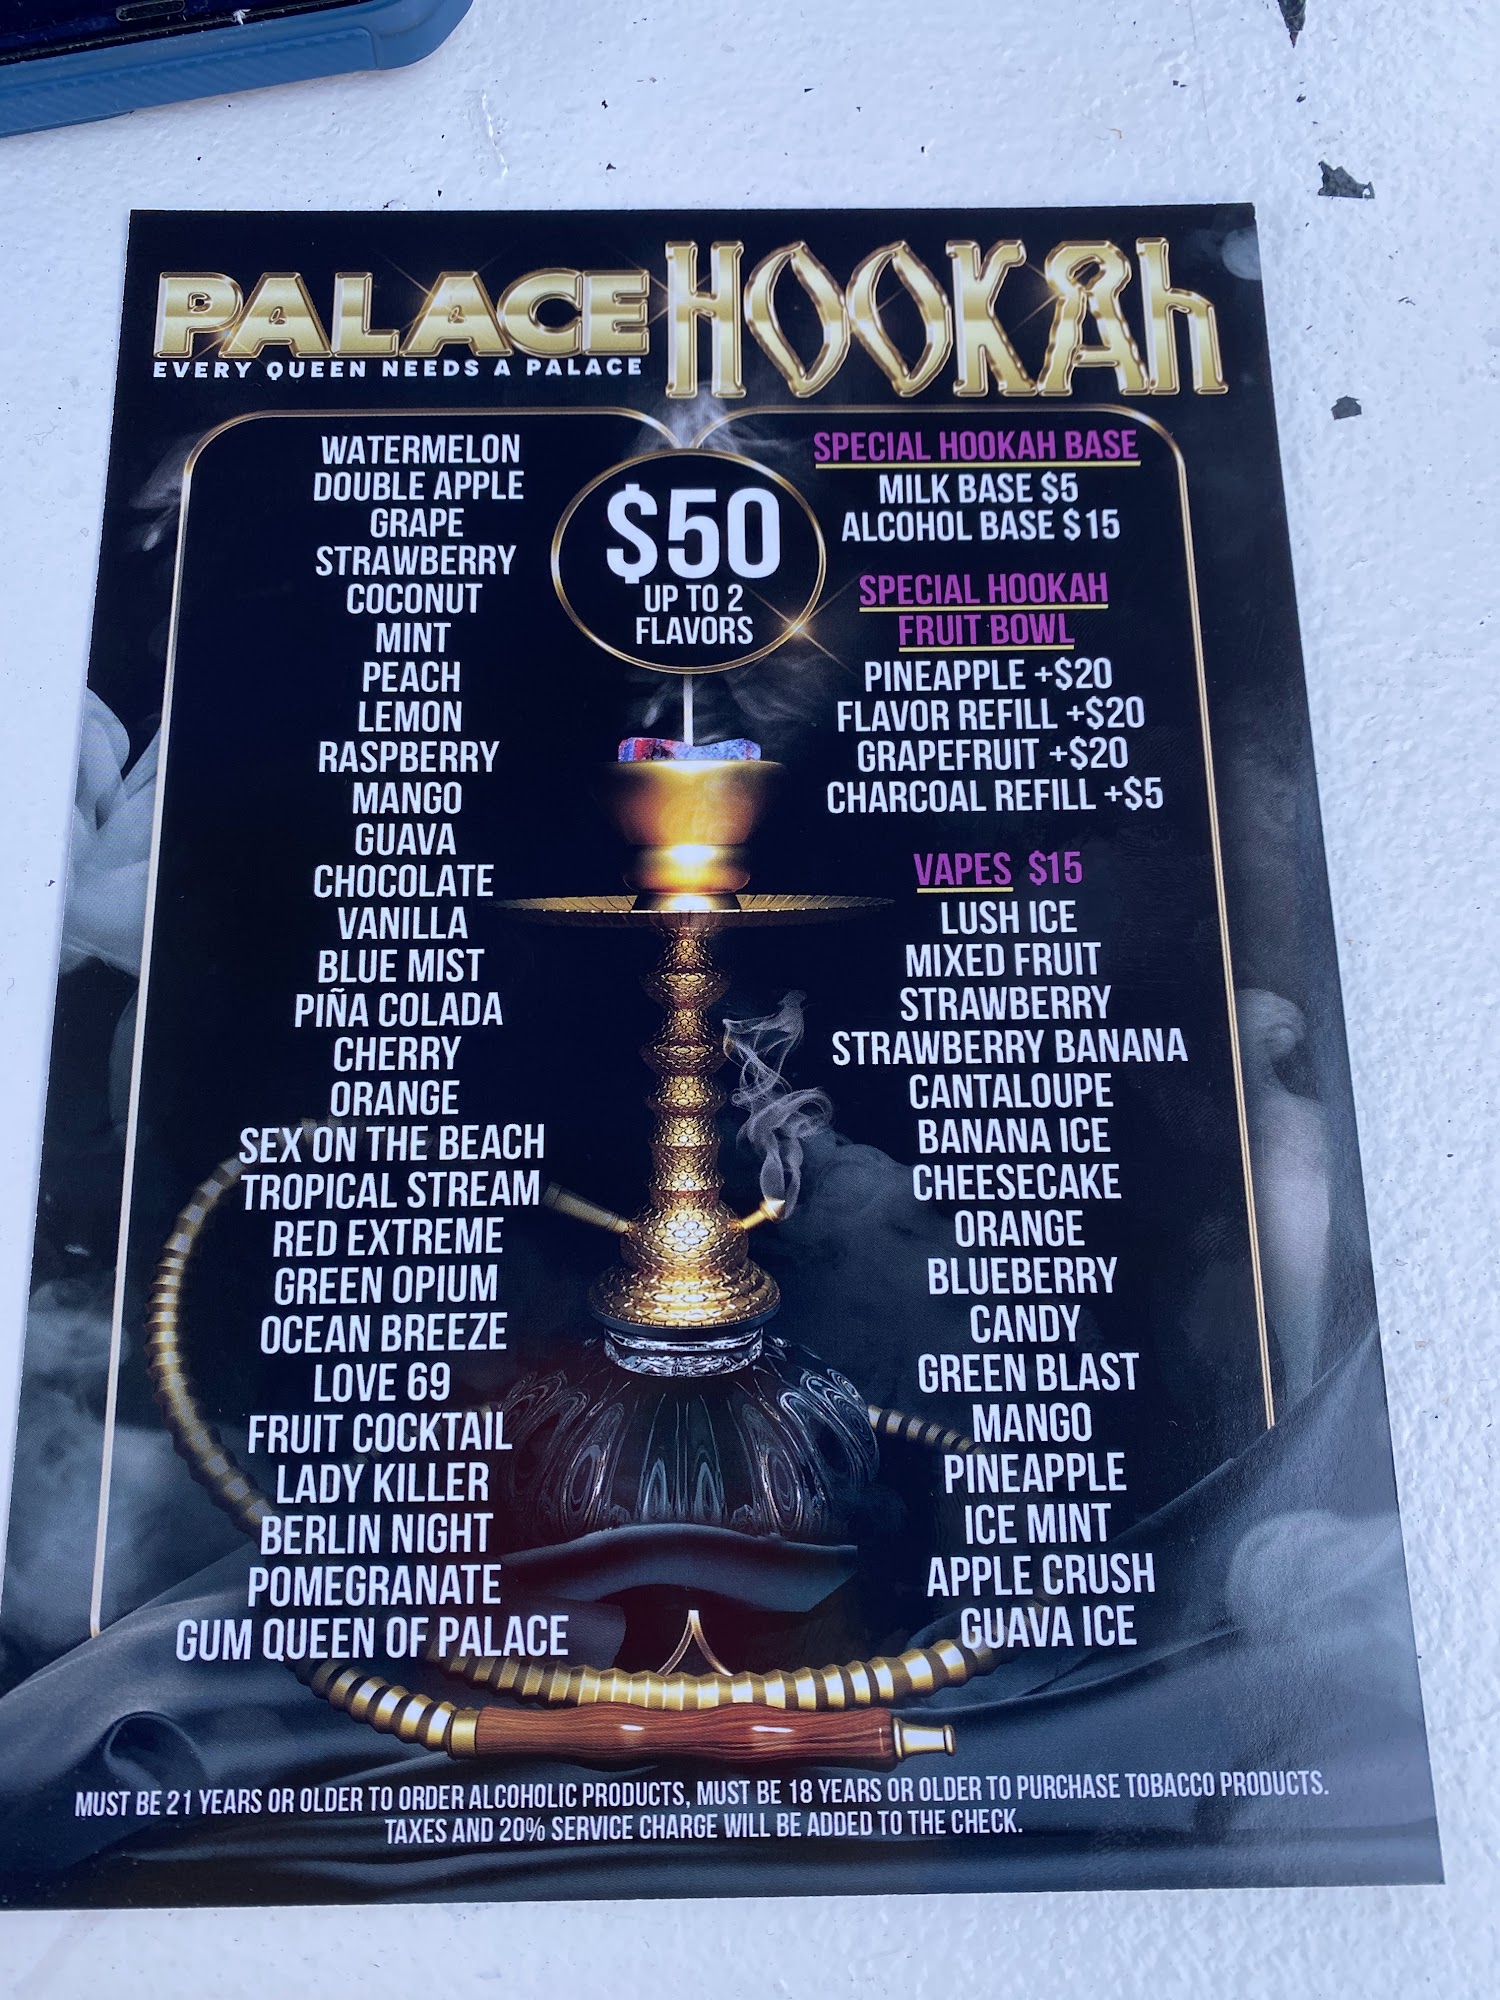 PALACE HOOKAH
EVERY QUEEN NEEDS A PALACE
WATERMELON
DOUBLE APPLE
GRAPE
STRAWBERRY
COCONUT
MINT
PEACH
LEMON
RASPBERRY
MANGO
GUAVA
CHOCOLATE
VANILLA
BLUE MIST
PIÑA COLADA
CHERRY
ORANGE
SEX ON THE BEACH
TROPICAL STREAM
RED EXTREME
GREEN OPIUM
OCEAN BREEZE
LOVE 69
FRUIT COCKTAIL
LADY KILLER
BERLIN NIGHT
POMEGRANATE
GUM QUEEN OF PALACE
$50
UP TO 2
FLAVORS
SPECIAL HOOKAH BASE
MILK BASE $5
ALCOHOL BASE $15
SPECIAL HOOKAH
FRUIT BOWL
PINEAPPLE +$20
FLAVOR REFILL +$20
GRAPEFRUIT +$20
CHARCOAL REFILL +$5
VAPES $15
LUSH ICE
MIXED FRUIT
STRAWBERRY
STRAWBERRY BANANA
CANTALOUPE
BANANA ICE
CHEESECAKE
ORANGE
BLUEBERRY
CANDY
GREEN BLAST
MANGO
PINEAPPLE
ICE MINT
APPLE CRUSH
GUAVA ICE
MUST BE 21 YEARS OR OLDER TO ORDER ALCOHOLIC PRODUCTS, MUST BE 18 YEARS OR OLDER TO PURCHASE TOBACCO PRODUCTS.
TAXES AND 20% SERVICE CHARGE WILL BE ADDED TO THE CHECK.